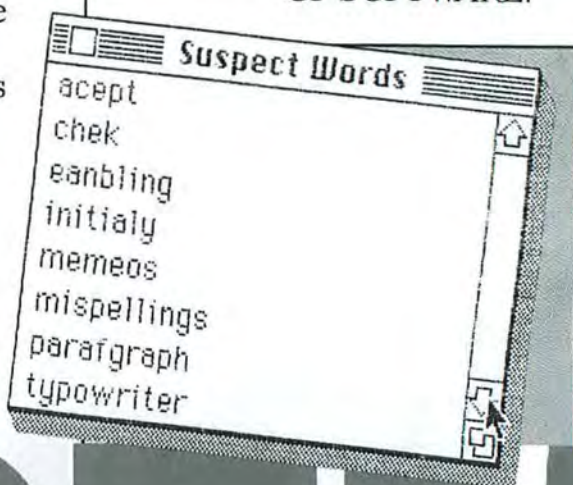 e
s
Suspect Words
acept
chek
eanbling
initialy
memeos
mispellings
parafgraph
typowriter